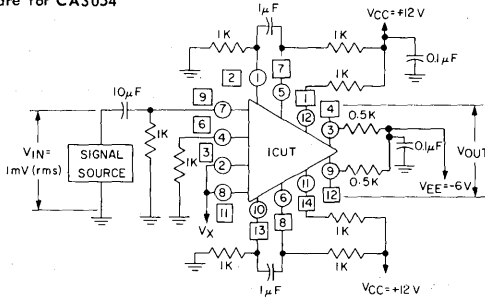 are for CA3054
1K
1µF
1K
VCC=+12V
1K
0.1µF
2
1
7
5
1
12
10µF
9
7
4
3
0.5K
6
4
VIN=
1mV (rms)
SIGNAL
SOURCE
1K
1K
3
2
ICUT
0.1µF
VOUT
8
11
9
12
0.5K
VEE=-6V
VX
10
13
6
8
11
14
1K
1K
1K
1µF
VCC=+12V